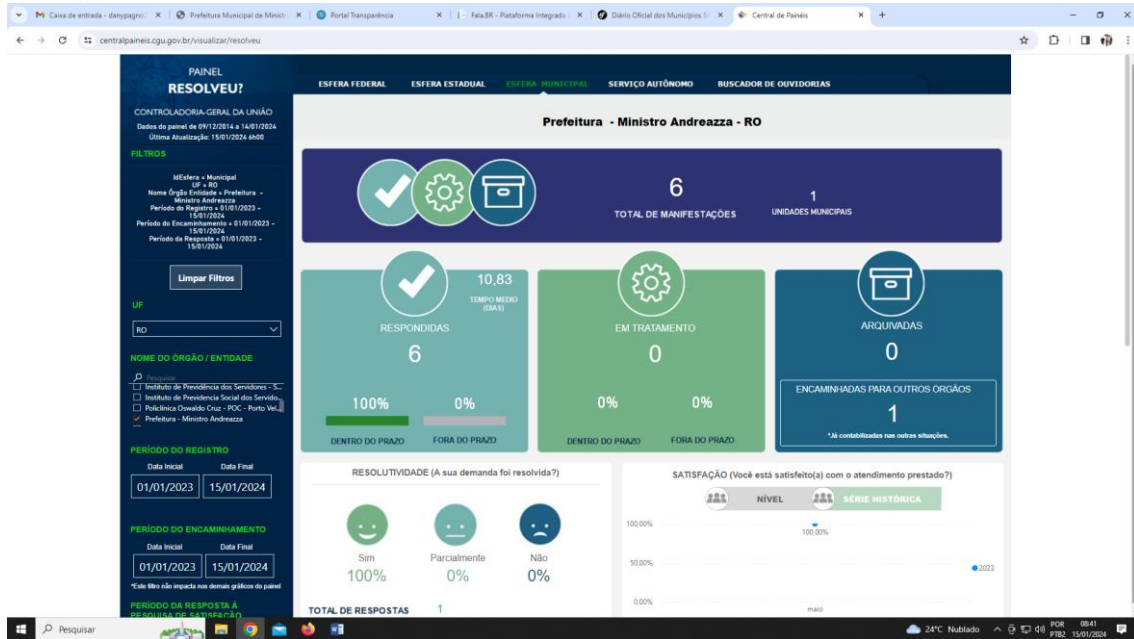 Caixa de entrada - danypagno
Prefeitura Municipal de Ministr
Portal Transparência
Fala.BR - Plataforma Integrada
Diário Oficial dos Municípios
Central de Painéis
centralpaineis.cgu.gov.br/visualizar/resolveu
PAINEL
RESOLVEU?
CONTROLADORIA-GERAL DA UNIÃO
Dados do painel de 09/12/2014 a 14/01/2024
Última Atualização: 15/01/2024 6h00
FILTROS
IdEsfera = Municipal
UF = RO
Nome Órgão Entidade = Prefeitura -
Ministro Andreazza
Período do Registro = 01/01/2023 -
15/01/2024
Período do Encaminhamento = 01/01/2023 -
15/01/2024
Período da Resposta = 01/01/2023 -
15/01/2024
Limpar Filtros
UF
RO
NOME DO ÓRGÃO / ENTIDADE
Pesquisar
Instituto de Previdência dos Servidores - S...
Instituto de Previdencia Social dos Servido...
Policlínica Oswaldo Cruz - POC - Porto Vel...
Prefeitura - Ministro Andreazza
PERÍODO DO REGISTRO
Data Inicial Data Final
01/01/2023 15/01/2024
PERÍODO DO ENCAMINHAMENTO
Data Inicial Data Final
01/01/2023 15/01/2024
*Este filtro não impacta nos demais gráficos do painel
PERÍODO DA RESPOSTA À
PESQUISA DE SATISFAÇÃO
ESFERA FEDERAL ESFERA ESTADUAL ESFERA MUNICIPAL SERVIÇO AUTÔNOMO BUSCADOR DE OUVIDORIAS
Prefeitura - Ministro Andreazza - RO
6
TOTAL DE MANIFESTAÇÕES
1
UNIDADES MUNICIPAIS
10,83
TEMPO MEDIO
(DIAS)
RESPONDIDAS
6
100% 0%
DENTRO DO PRAZO FORA DO PRAZO
EM TRATAMENTO
0
0% 0%
DENTRO DO PRAZO FORA DO PRAZO
ARQUIVADAS
0
ENCAMINHADAS PARA OUTROS ÓRGÃOS
1
*Já contabilizadas nas outras situações.
RESOLUTIVIDADE (A sua demanda foi resolvida?)
Sim Parcialmente Não
100% 0% 0%
TOTAL DE RESPOSTAS 1
SATISFAÇÃO (Você está satisfeito(a) com o atendimento prestado?)
NÍVEL SÉRIE HISTÓRICA
100,00%
100,00%
50,00%
2023
0,00%
maio
Pesquisar
24°C Nublado
POR 08:41
PTB2 15/01/2024